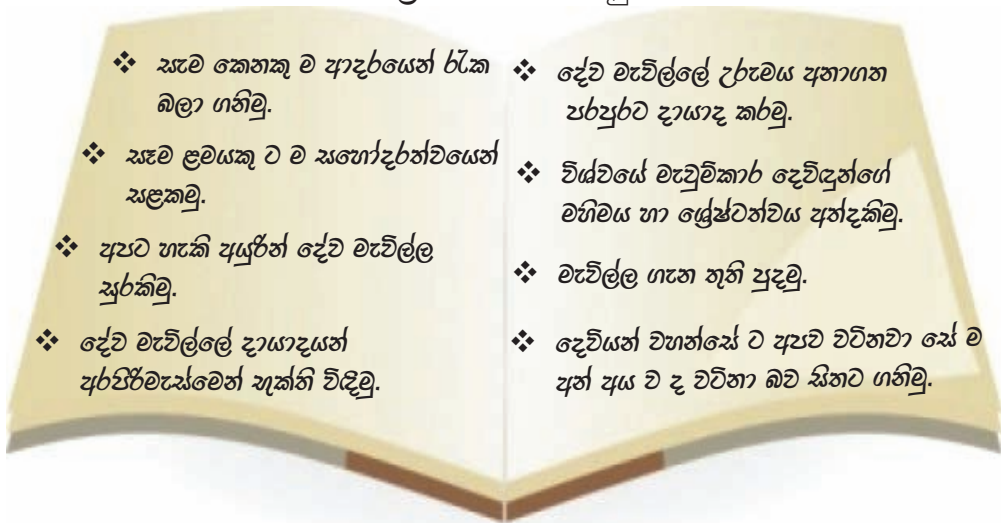 ❖ සැම කෙනකු ම ආදරයෙන් රැක
බලා ගනිමු.
❖ සෑම ළමයකු ට ම සහෝදරත්වයෙන්
සළකමු.
❖ අපට හැකි අයුරින් දේව මැවිල්ල
සුරකිමු.
❖ දේව මැවිල්ලේ දායාදයන්
අරපිරිමැස්මෙන් භුක්ති විඳිමු.
❖ දේව මැවිල්ලේ උරුමය අනාගත
පරපුරට දායාද කරමු.
❖ විශ්වයේ මැවුම්කාර දෙවිඳුන්ගේ
මහිමය හා ශ්‍රේෂ්ටත්වය අත්දකිමු.
❖ මැවිල්ල ගැන තුති පුදමු.
❖ දෙවියන් වහන්සේ ට අපව වටිනවා සේ ම
අන් අය ව ද වටිනා බව සිතට ගනිමු.